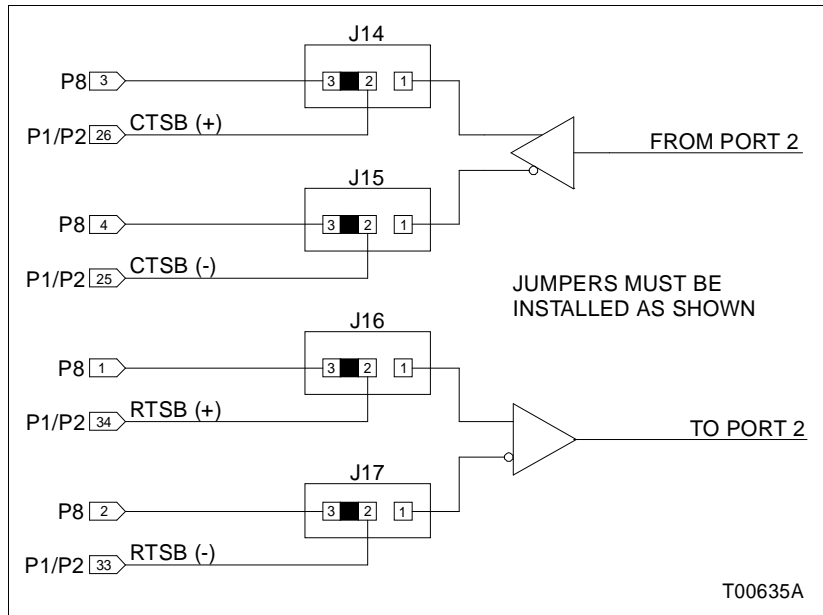 J14
P8 3 3 2 1
P1/P2 26 CTSB (+)
FROM PORT 2
J15
P8 4 3 2 1
P1/P2 25 CTSB (-)
JUMPERS MUST BE
INSTALLED AS SHOWN
J16
P8 1 3 2 1
P1/P2 34 RTSB (+)
TO PORT 2
J17
P8 2 3 2 1
P1/P2 33 RTSB (-)
T00635A